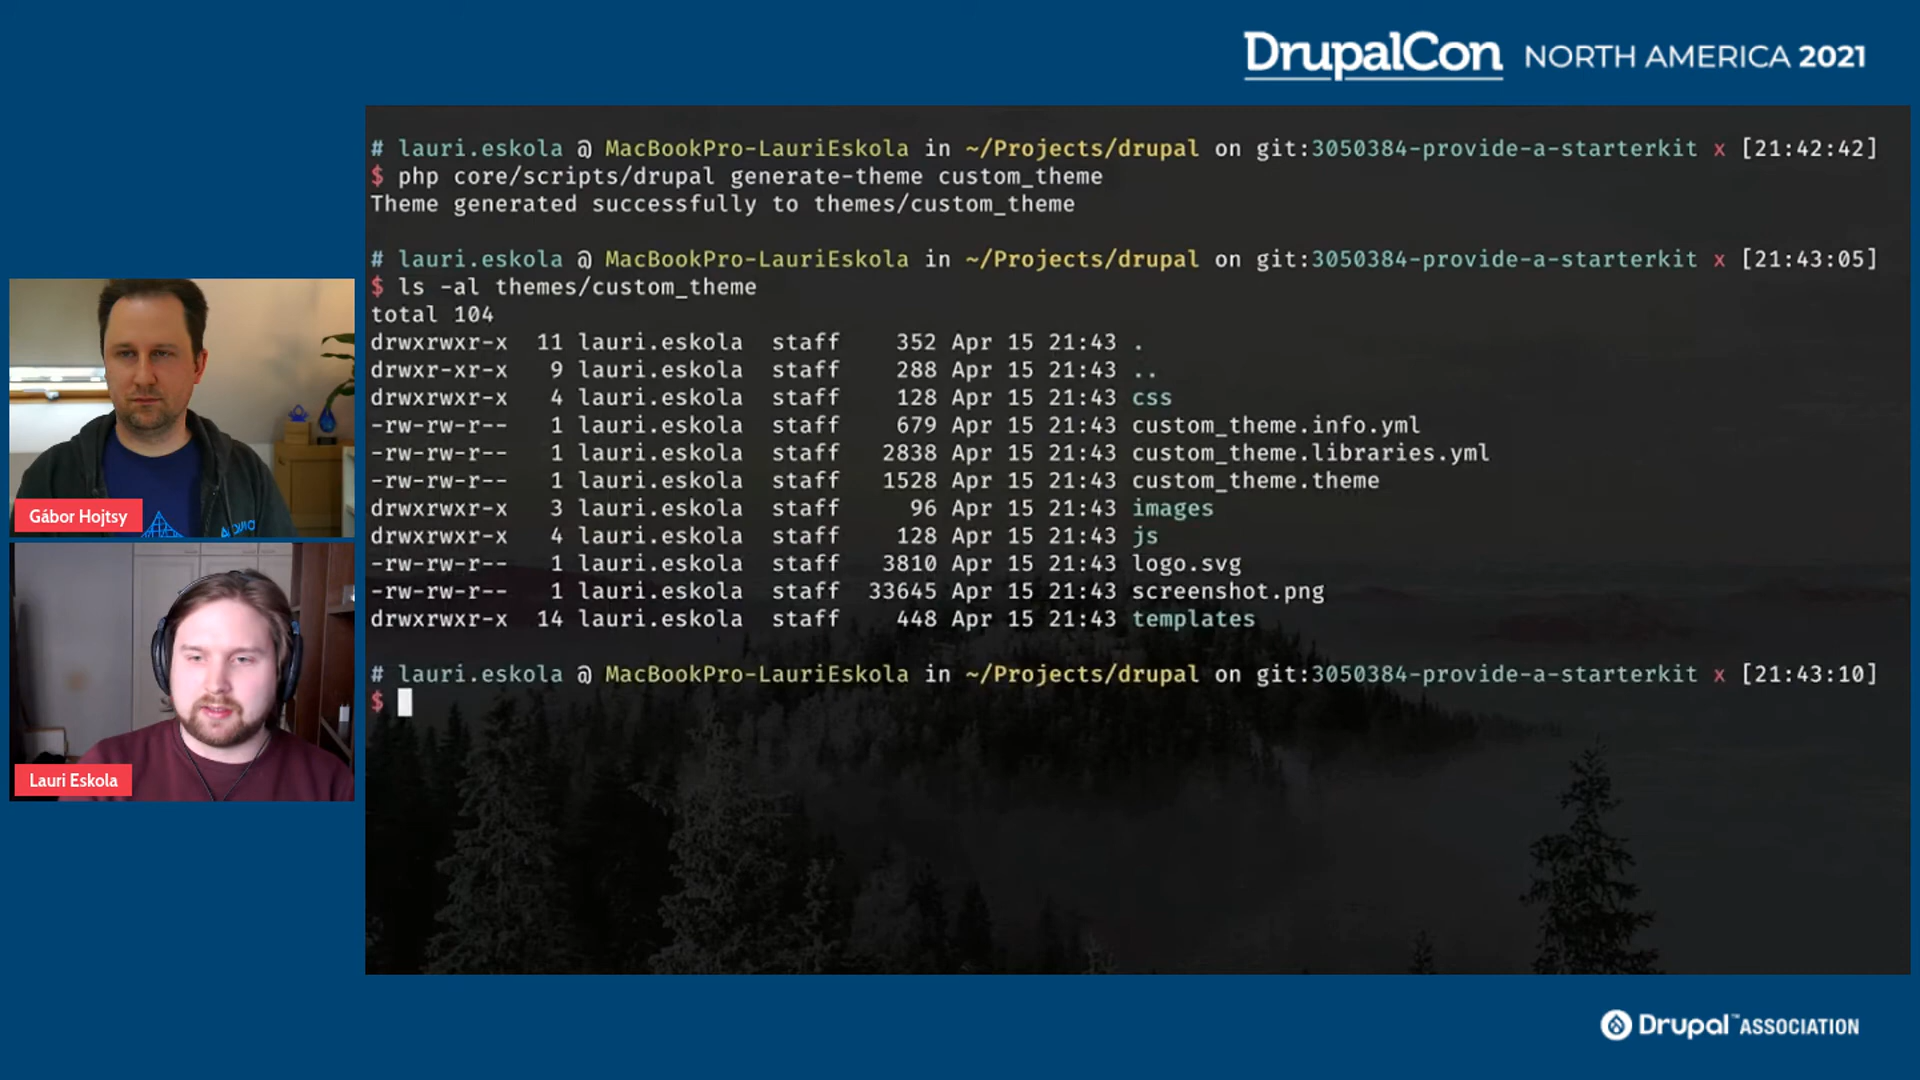 DrupalCon NORTH AMERICA 2021
# lauri.eskola @ MacBookPro-LauriEskola in ~/Projects/drupal on git:3050384-provide-a-starterkit x [21:42:42]
$ php core/scripts/drupal generate-theme custom_theme
Theme generated successfully to themes/custom_theme
# lauri.eskola @ MacBookPro-LauriEskola in ~/Projects/drupal on git:3050384-provide-a-starterkit x [21:43:05]
$ ls -al themes/custom_theme
total 104
drwxrwxr-x 11 lauri.eskola staff 352 Apr 15 21:43 .
drwxr-xr-x 9 lauri.eskola staff 288 Apr 15 21:43 ..
drwxrwxr-x 4 lauri.eskola staff 128 Apr 15 21:43 css
-rw-rw-r-- 1 lauri.eskola staff 679 Apr 15 21:43 custom_theme.info.yml
-rw-rw-r-- 1 lauri.eskola staff 2838 Apr 15 21:43 custom_theme.libraries.yml
-rw-rw-r-- 1 lauri.eskola staff 1528 Apr 15 21:43 custom_theme.theme
drwxrwxr-x 3 lauri.eskola staff 96 Apr 15 21:43 images
drwxrwxr-x 4 lauri.eskola staff 128 Apr 15 21:43 js
-rw-rw-r-- 1 lauri.eskola staff 3810 Apr 15 21:43 logo.svg
-rw-rw-r-- 1 lauri.eskola staff 33645 Apr 15 21:43 screenshot.png
drwxrwxr-x 14 lauri.eskola staff 448 Apr 15 21:43 templates
# lauri.eskola @ MacBookPro-LauriEskola in ~/Projects/drupal on git:3050384-provide-a-starterkit x [21:43:10]
$
Gábor Hojtsy
Lauri Eskola
Drupal™ ASSOCIATION